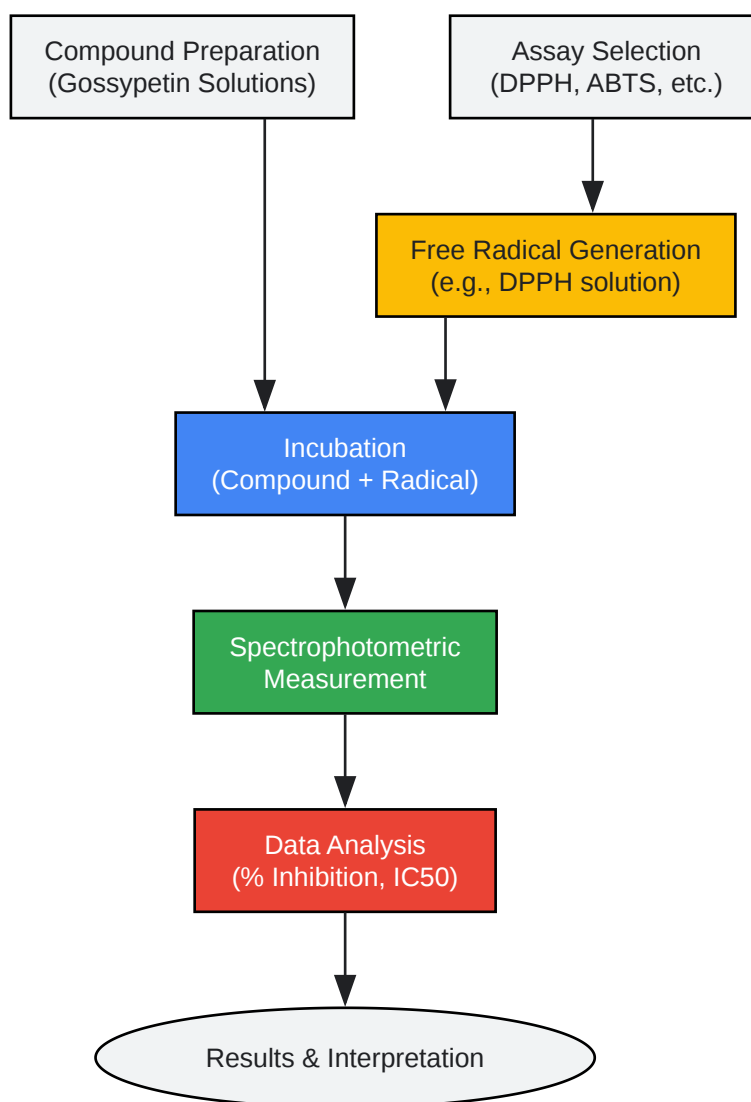 Compound Preparation
(Gossypetin Solutions)
Assay Selection
(DPPH, ABTS, etc.)
Free Radical Generation
(e.g., DPPH solution)
Incubation
(Compound + Radical)
Spectrophotometric
Measurement
Data Analysis
(% Inhibition, IC50)
Results & Interpretation